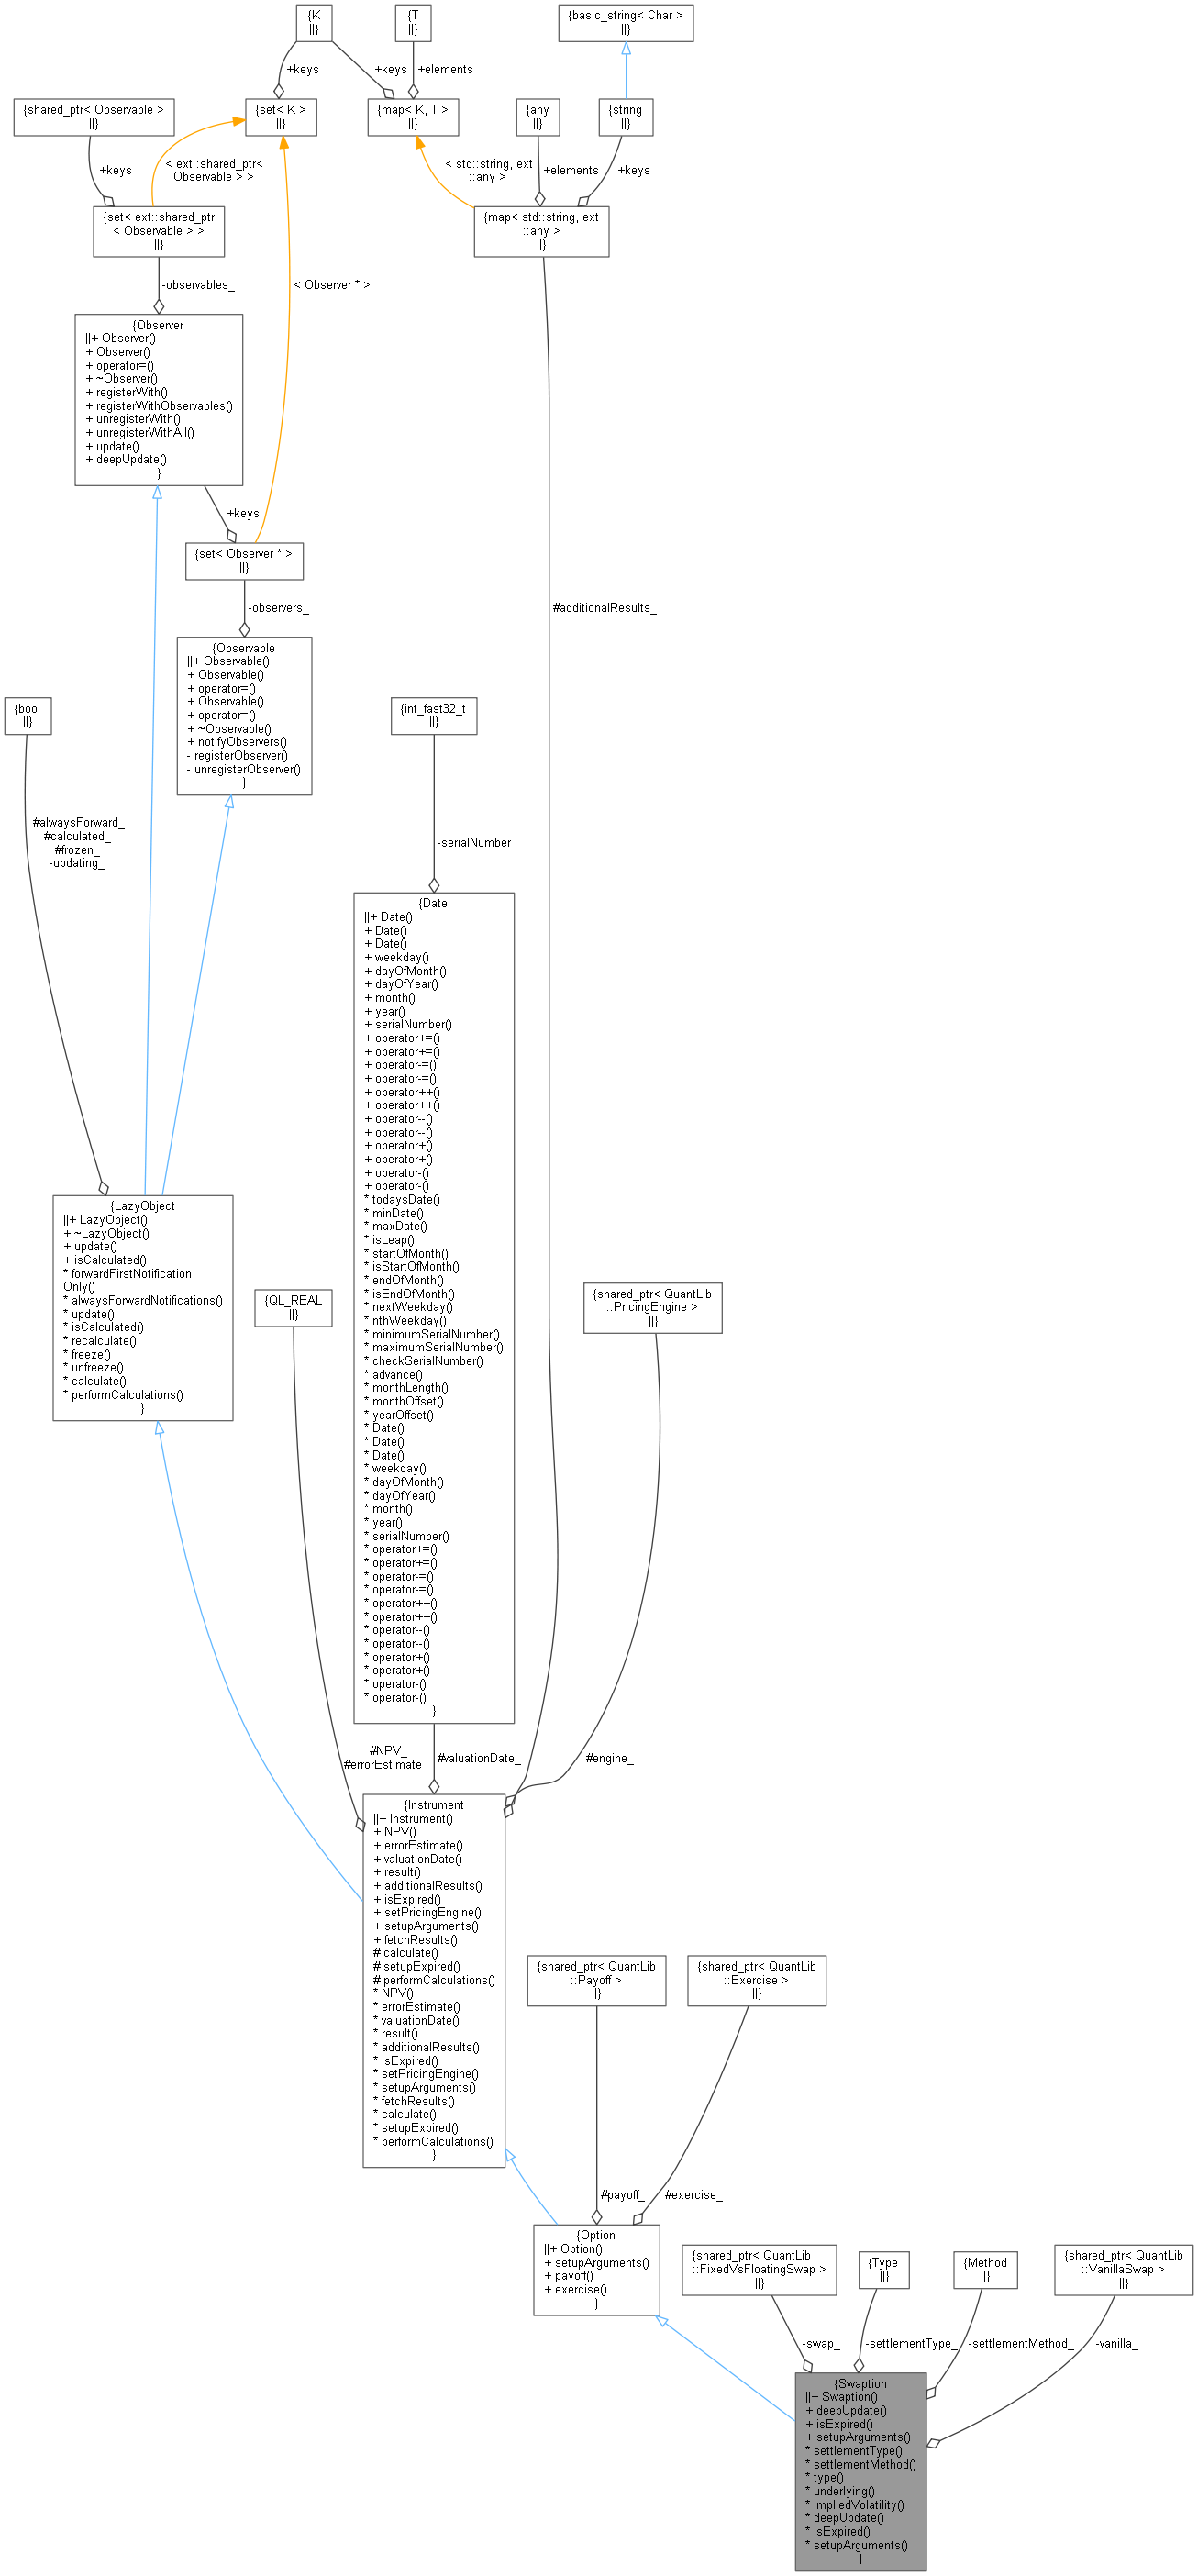 {K
||}
{T
||}
{basic_string< Char >
||}
+keys
+keys
+elements
{shared_ptr< Observable >
||}
{set< K >
||}
{map< K, T >
||}
{any
||}
{string
||}
+keys
< ext::shared_ptr<
Observable > >
< std::string, ext
::any >
+elements
+keys
{set< ext::shared_ptr
< Observable > >
||}
{map< std::string, ext
::any >
||}
-observables_
< Observer * >
{Observer
||+ Observer()
+ Observer()
+ operator=()
+ ~Observer()
+ registerWith()
+ registerWithObservables()
+ unregisterWith()
+ unregisterWithAll()
+ update()
+ deepUpdate()
}
+keys
{set< Observer * >
||}
-observers_
#additionalResults_
{Observable
||+ Observable()
+ Observable()
+ operator=()
+ Observable()
+ operator=()
+ ~Observable()
+ notifyObservers()
- registerObserver()
- unregisterObserver()
}
{bool
||}
{int_fast32_t
||}
#alwaysForward_
#calculated_
#frozen_
-updating_
-serialNumber_
{Date
||+ Date()
+ Date()
+ Date()
+ weekday()
+ dayOfMonth()
+ dayOfYear()
+ month()
+ year()
+ serialNumber()
+ operator+=()
+ operator+=()
+ operator-=()
+ operator-=()
+ operator++()
+ operator++()
+ operator--()
+ operator--()
+ operator+()
+ operator+()
+ operator-()
+ operator-()
* todaysDate()
* minDate()
* maxDate()
* isLeap()
* startOfMonth()
* isStartOfMonth()
* endOfMonth()
* isEndOfMonth()
* nextWeekday()
* nthWeekday()
* minimumSerialNumber()
* maximumSerialNumber()
* checkSerialNumber()
* advance()
* monthLength()
* monthOffset()
* yearOffset()
* Date()
* Date()
* Date()
* weekday()
* dayOfMonth()
* dayOfYear()
* month()
* year()
* serialNumber()
* operator+=()
* operator+=()
* operator-=()
* operator-=()
* operator++()
* operator++()
* operator--()
* operator--()
* operator+()
* operator+()
* operator-()
* operator-()
}
{LazyObject
||+ LazyObject()
+ ~LazyObject()
+ update()
+ isCalculated()
* forwardFirstNotification
Only()
* alwaysForwardNotifications()
* update()
* isCalculated()
* recalculate()
* freeze()
* unfreeze()
* calculate()
* performCalculations()
}
{QL_REAL
||}
{shared_ptr< QuantLib
::PricingEngine >
||}
#NPV_
#errorEstimate_
#valuationDate_
#engine_
{Instrument
||+ Instrument()
+ NPV()
+ errorEstimate()
+ valuationDate()
+ result()
+ additionalResults()
+ isExpired()
+ setPricingEngine()
+ setupArguments()
+ fetchResults()
# calculate()
# setupExpired()
# performCalculations()
* NPV()
* errorEstimate()
* valuationDate()
* result()
* additionalResults()
* isExpired()
* setPricingEngine()
* setupArguments()
* fetchResults()
* calculate()
* setupExpired()
* performCalculations()
}
{shared_ptr< QuantLib
::Payoff >
||}
{shared_ptr< QuantLib
::Exercise >
||}
#payoff_
#exercise_
{Option
||+ Option()
+ setupArguments()
+ payoff()
+ exercise()
}
{shared_ptr< QuantLib
::FixedVsFloatingSwap >
||}
{Type
||}
{Method
||}
{shared_ptr< QuantLib
::VanillaSwap >
||}
-swap_
-settlementType_
-settlementMethod_
-vanilla_
{Swaption
||+ Swaption()
+ deepUpdate()
+ isExpired()
+ setupArguments()
* settlementType()
* settlementMethod()
* type()
* underlying()
* impliedVolatility()
* deepUpdate()
* isExpired()
* setupArguments()
}